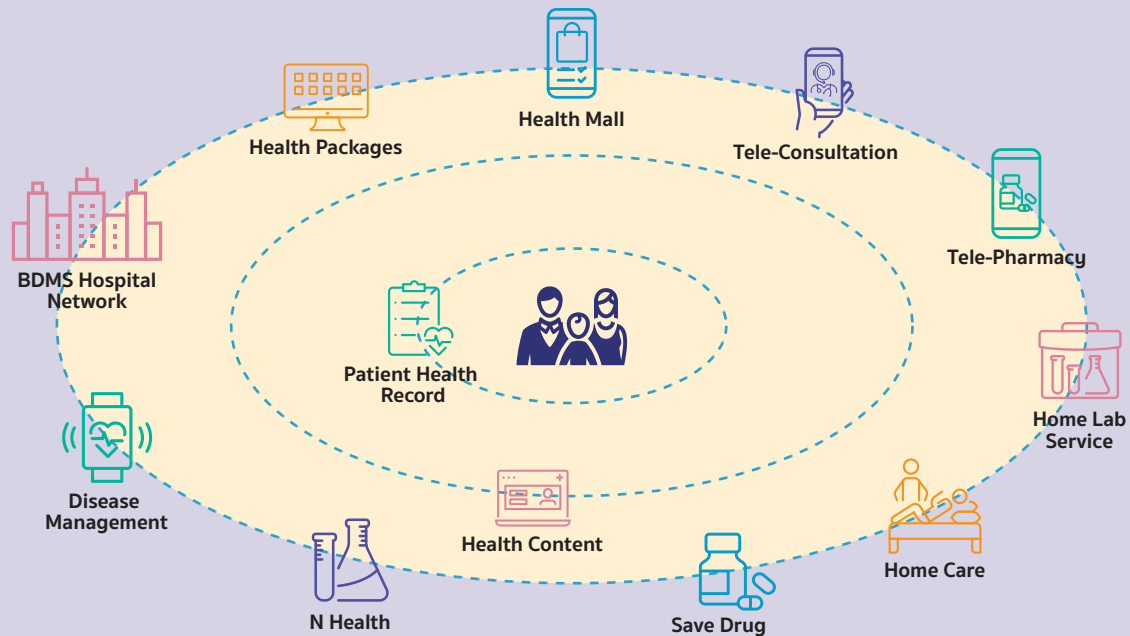 Health Mall
Health Packages
Tele-Consultation
Tele-Pharmacy
BDMS Hospital
Network
Patient Health
Record
Home Lab
Service
Disease
Management
Health Content
Home Care
N Health
Save Drug